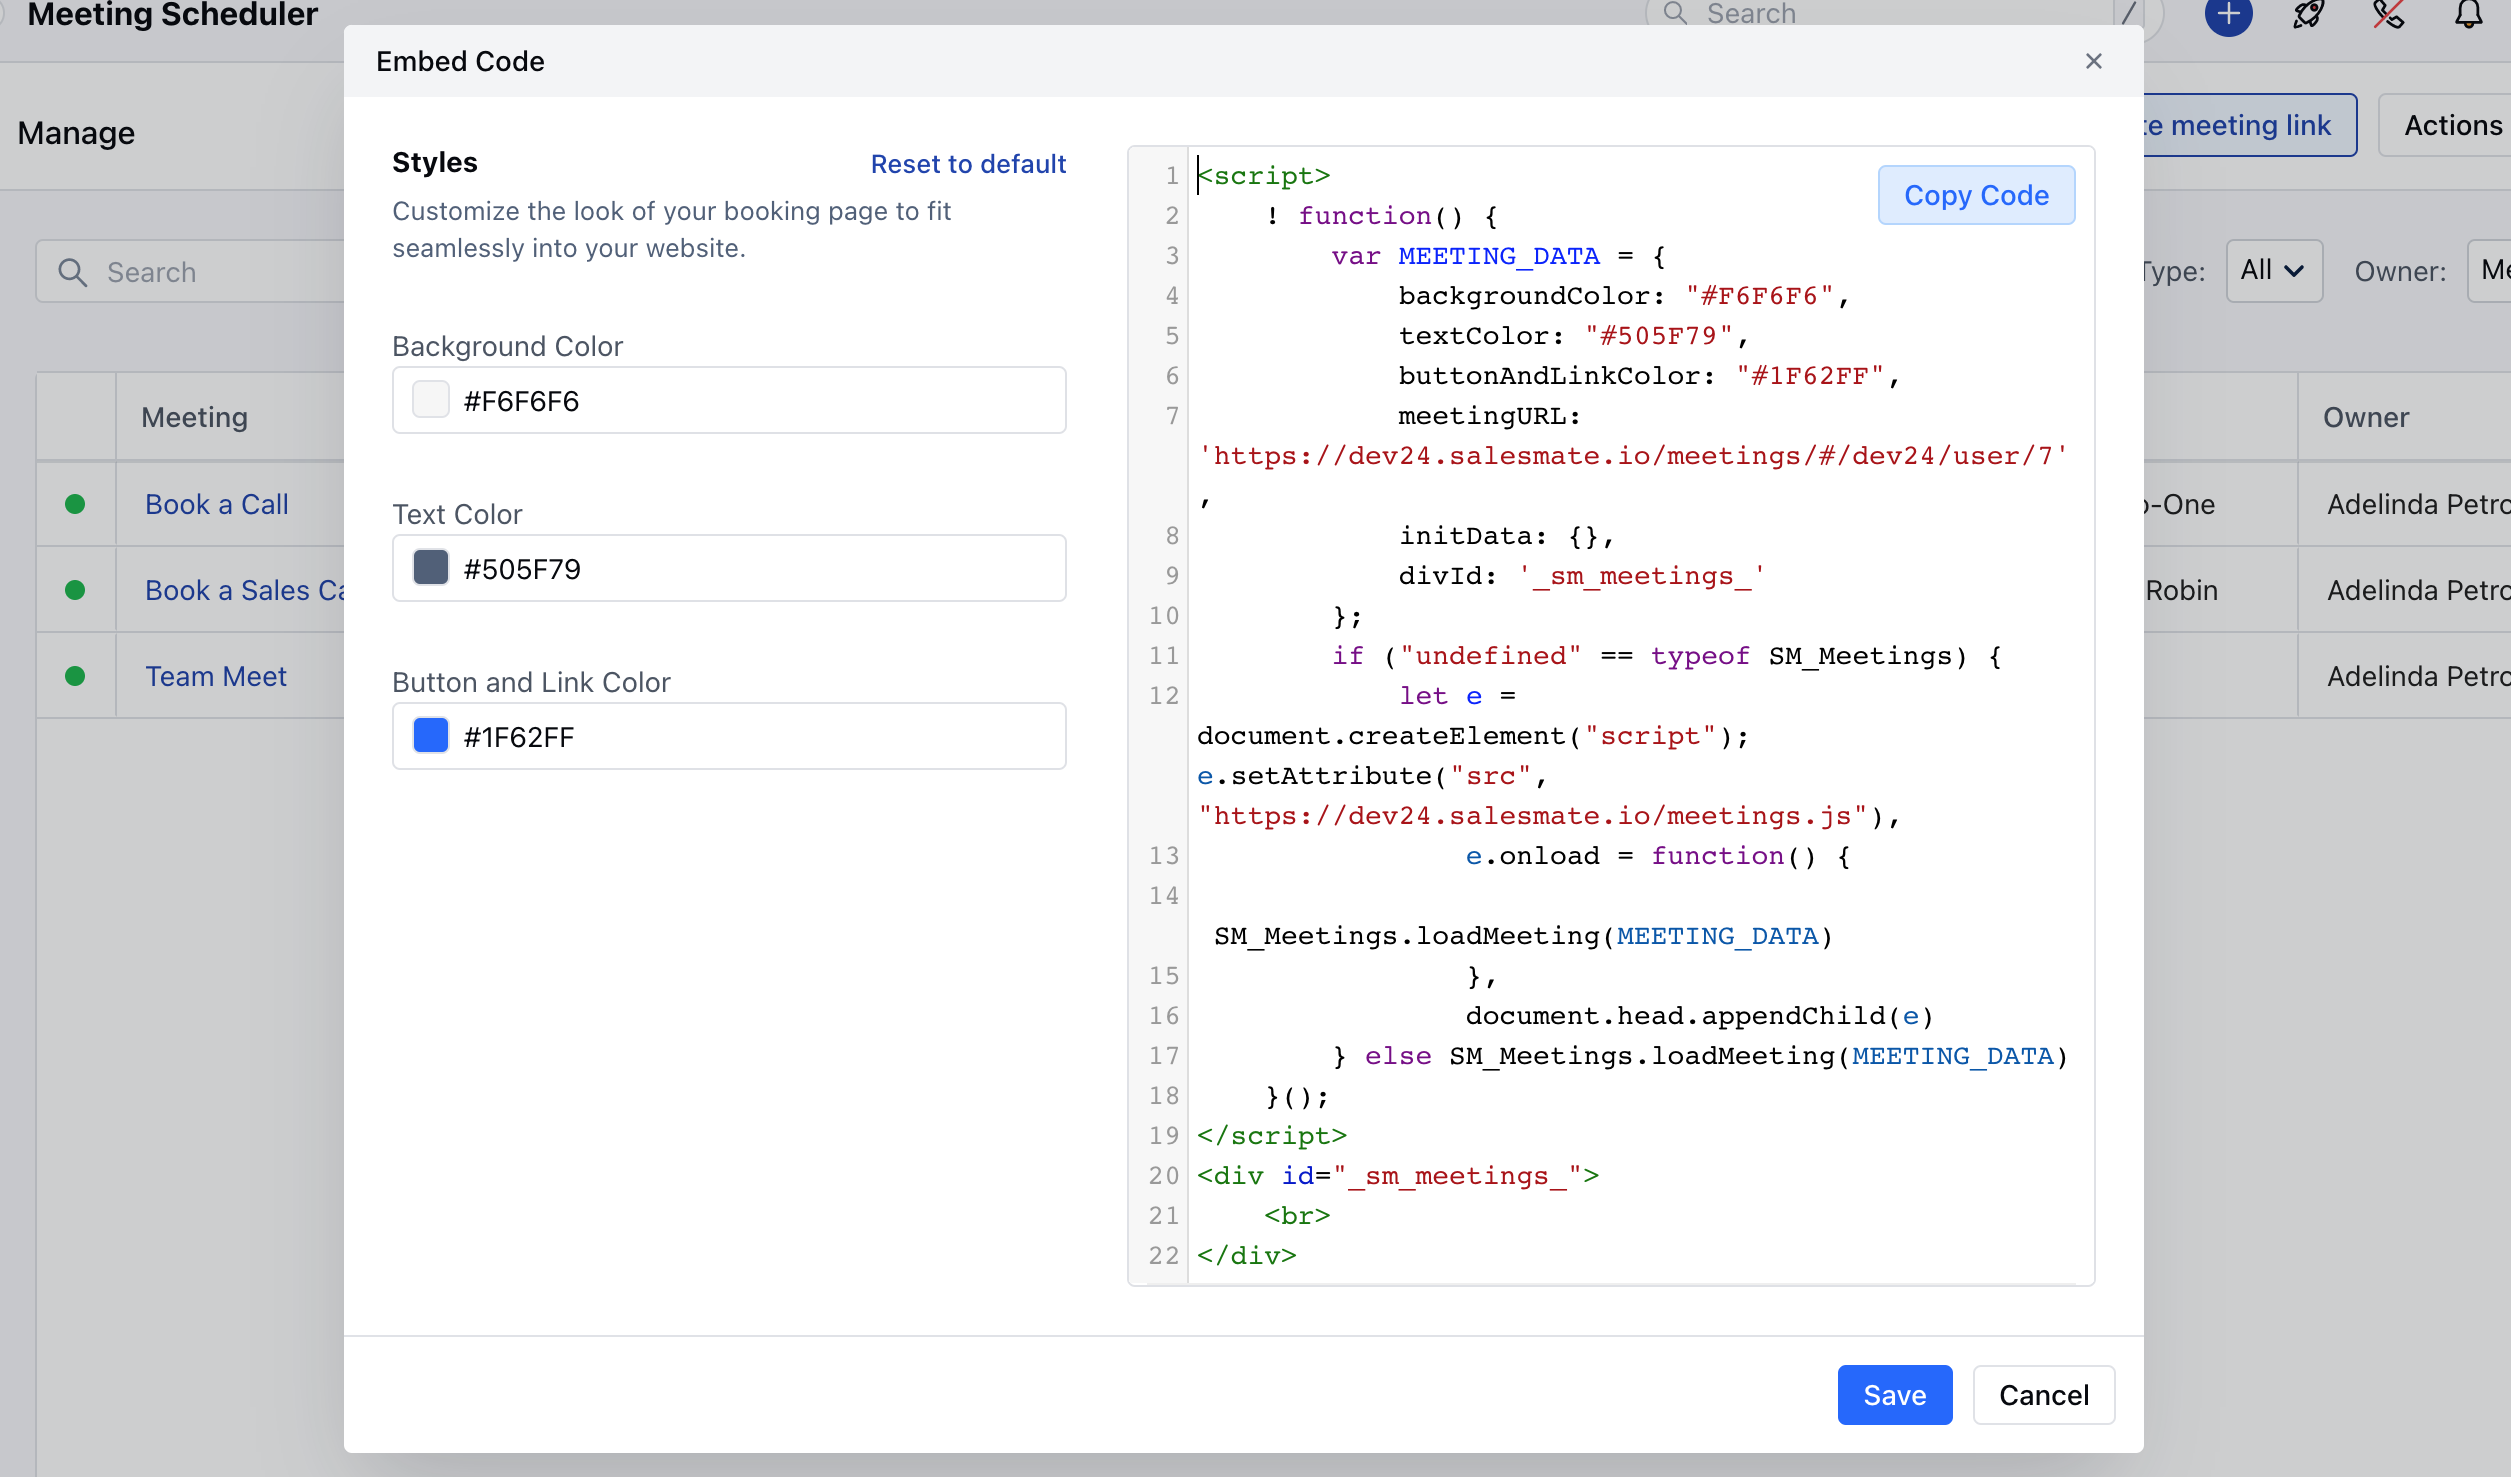 Meeting Scheduler
Search
/
Embed Code
Manage
te meeting link
Actions
Styles
Reset to default
Customize the look of your booking page to fit
seamlessly into your website.
Copy Code
Search
Type:
All
Owner:
Me
Background Color
#F6F6F6
Text Color
#505F79
Button and Link Color
#1F62FF
Meeting
Owner
Book a Call
o-One
Adelinda Petro
Book a Sales Ca
Robin
Adelinda Petro
Team Meet
Adelinda Petro
1 <script>
2     ! function() {
3         var MEETING_DATA = {
4             backgroundColor: "#F6F6F6",
5             textColor: "#505F79",
6             buttonAndLinkColor: "#1F62FF",
7             meetingURL:
'https://dev24.salesmate.io/meetings/#/dev24/user/7'
,
8             initData: {},
9             divId: '_sm_meetings_'
10         };
11         if ("undefined" == typeof SM_Meetings) {
12             let e =
document.createElement("script");
e.setAttribute("src",
"https://dev24.salesmate.io/meetings.js"),
13                 e.onload = function() {
14
SM_Meetings.loadMeeting(MEETING_DATA)
15                 },
16                 document.head.appendChild(e)
17         } else SM_Meetings.loadMeeting(MEETING_DATA)
18     }();
19 </script>
20 <div id="_sm_meetings_">
21     <br>
22 </div>
Save
Cancel